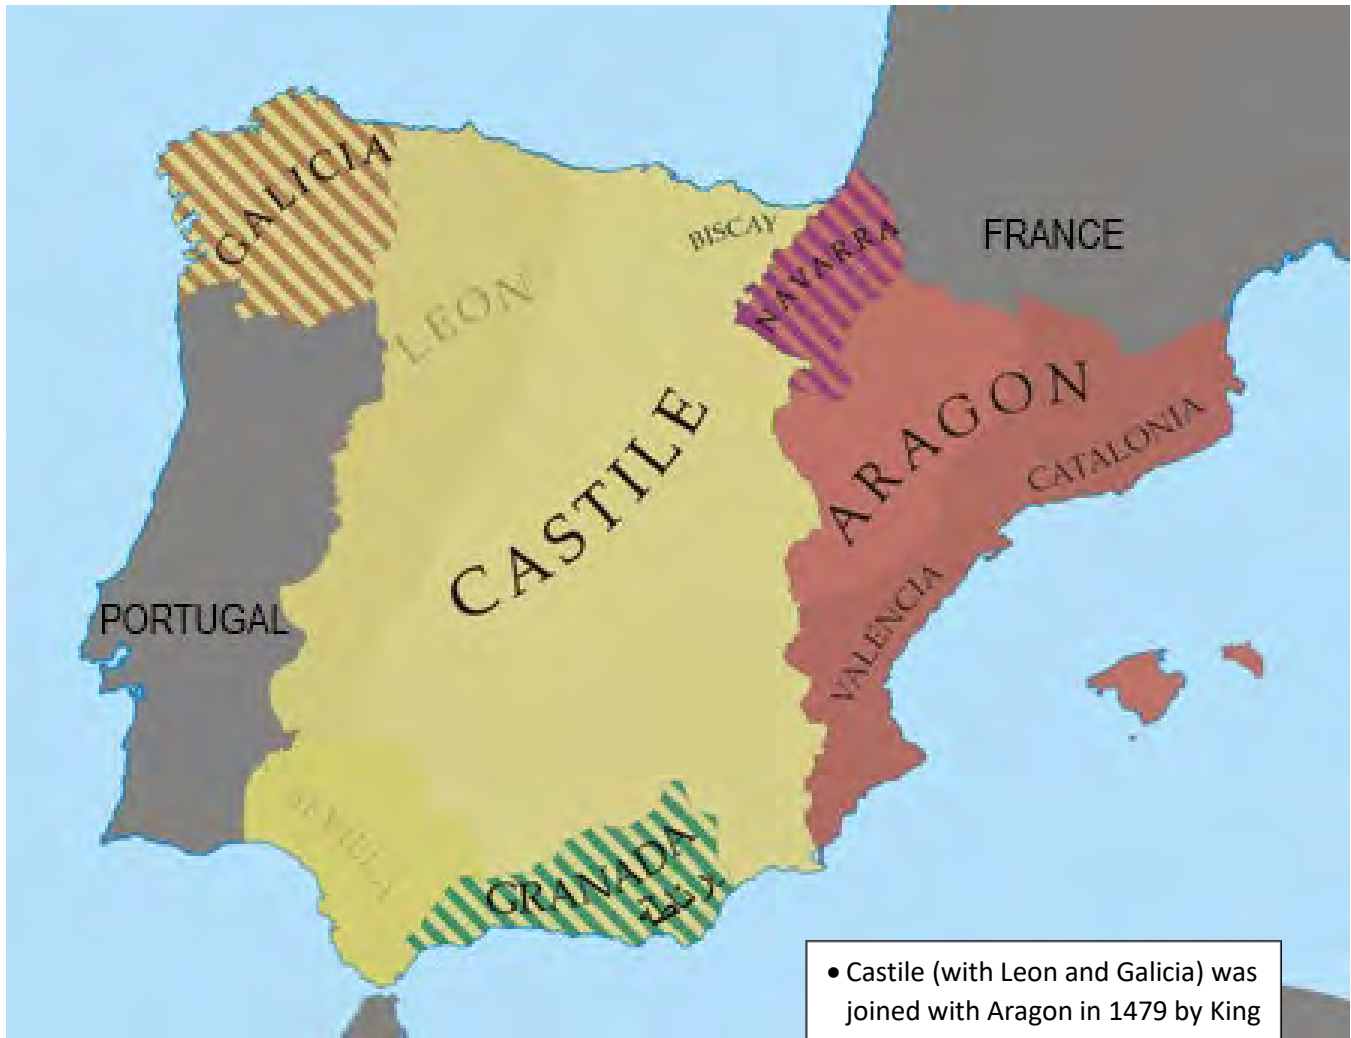 GALICIA
BISCAY
FRANCE
NAVARRA
LEON
ARAGON
CASTILE
CATALONIA
VALENCIA
PORTUGAL
SEVILLA
GRANADA
غرناطة
• Castile (with Leon and Galicia) was
joined with Aragon in 1479 by King